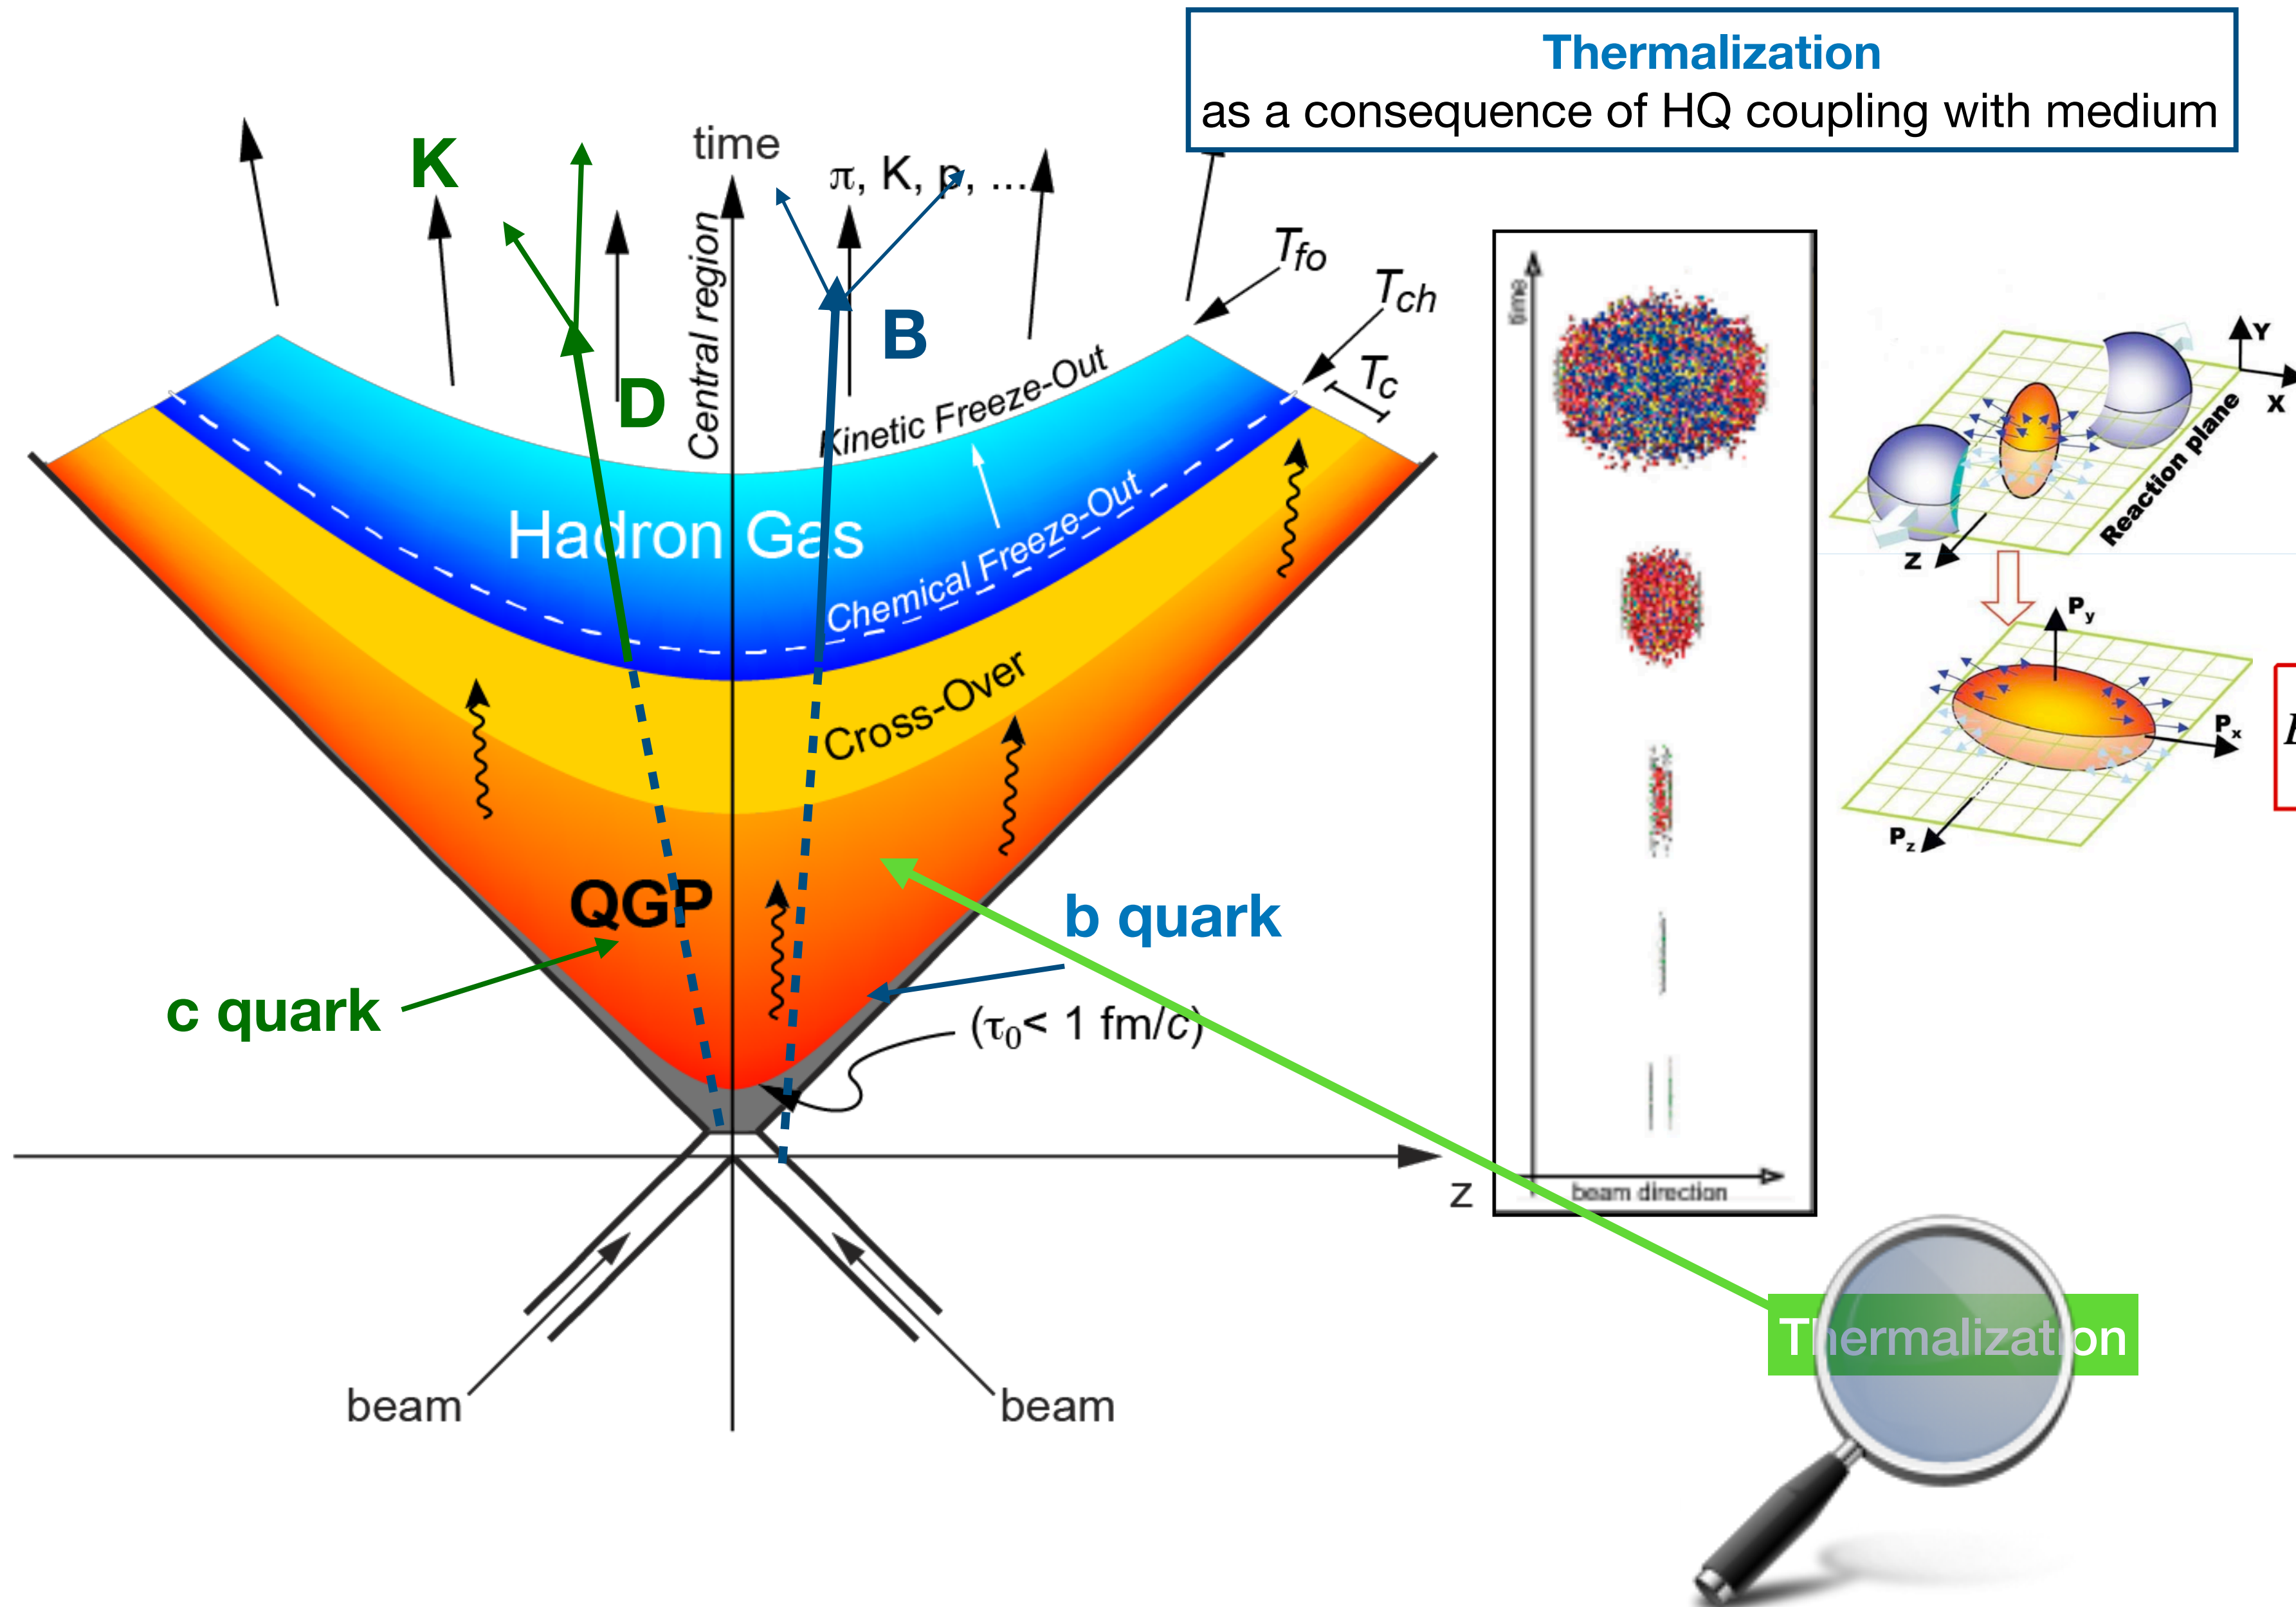 Thermalization
as a consequence of HQ coupling with medium
K
time
π, K, p, ...
Central region
D
B
T_fo
T_ch
T_c
Kinetic Freeze-Out
Hadron Gas
Chemical Freeze-Out
Cross-Over
QGP
b quark
c quark
(τ₀< 1 fm/c)
z
beam
beam
time
beam direction
Y
X
Z
Reaction plane
P_y
P_x
P_z
Thermalization